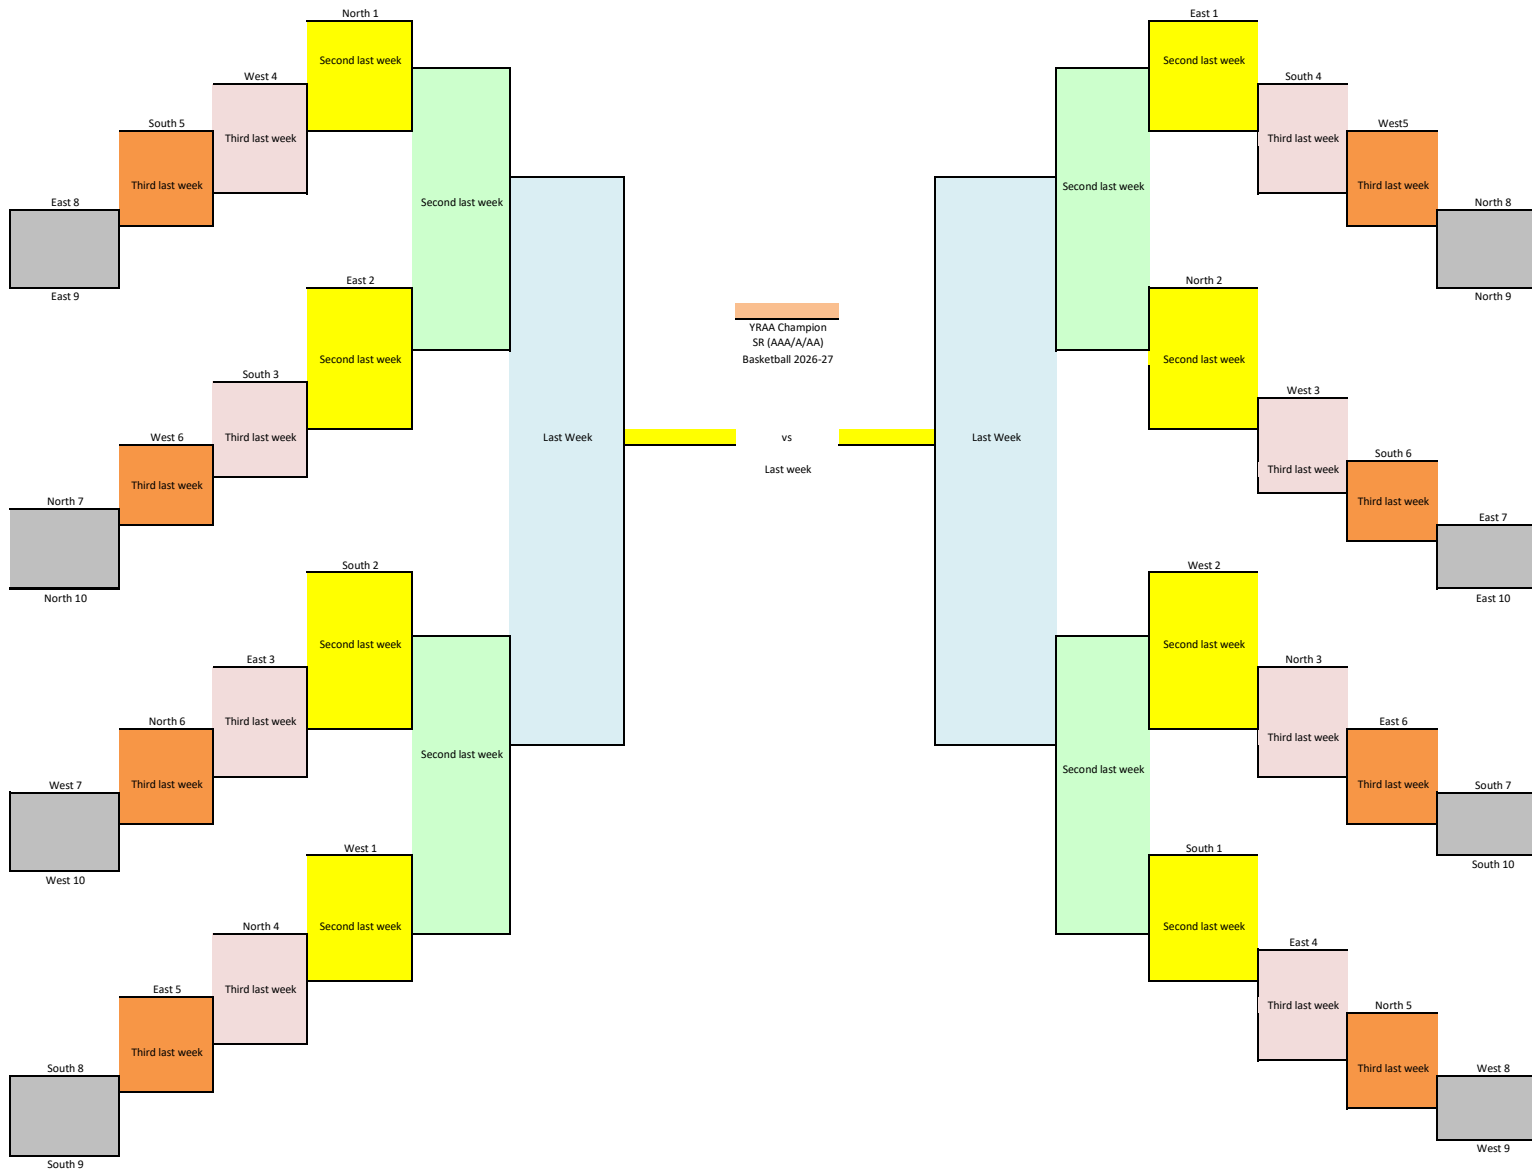 North 1
East 1
Second last week
Second last week
West 4
South 4
South 5
West5
Third last week
Third last week
Third last week
Third last week
East 8
Second last week
Second last week
North 8
East 2
North 2
East 9
North 9
YRAA Champion
SR (AAA/A/AA)
Basketball 2026-27
Second last week
Second last week
South 3
West 3
West 6
Third last week
Last Week
vs
Last Week
South 6
Last week
Third last week
Third last week
Third last week
North 7
East 7
South 2
West 2
North 10
East 10
Second last week
Second last week
East 3
North 3
North 6
East 6
Third last week
Third last week
Second last week
Second last week
West 7
Third last week
Third last week
South 7
West 1
South 1
West 10
South 10
Second last week
Second last week
North 4
East 4
East 5
Third last week
Third last week
North 5
Third last week
Third last week
South 8
West 8
South 9
West 9